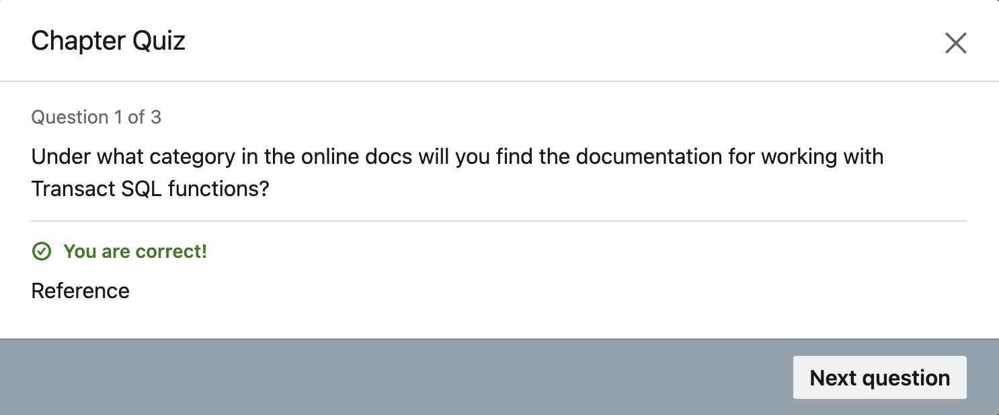 Chapter Quiz
Question 1 of 3
Under what category in the online docs will you find the documentation for working with
Transact SQL functions?
You are correct!
Reference
Next question